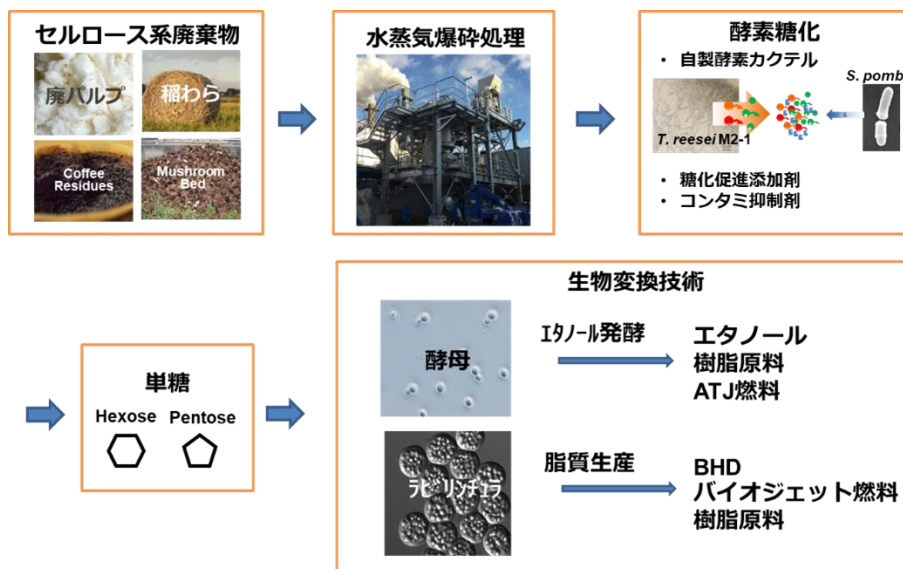 セルロース系廃棄物
廃パルプ
稲わら
Coffee
Residues
Mushroom
Bed
水蒸気爆砕処理
酵素糖化
・ 自製酵素カクテル
S. pomb
T. reesei M2-1
・ 糖化促進添加剤
・ コンタミ抑制剤
単糖
Hexose Pentose
生物変換技術
酵母
ｴﾀﾉｰﾙ発酵
エタノール
樹脂原料
ATJ燃料
ﾗﾋﾞﾘﾝﾁｭﾗ
脂質生産
BHD
バイオジェット燃料
樹脂原料